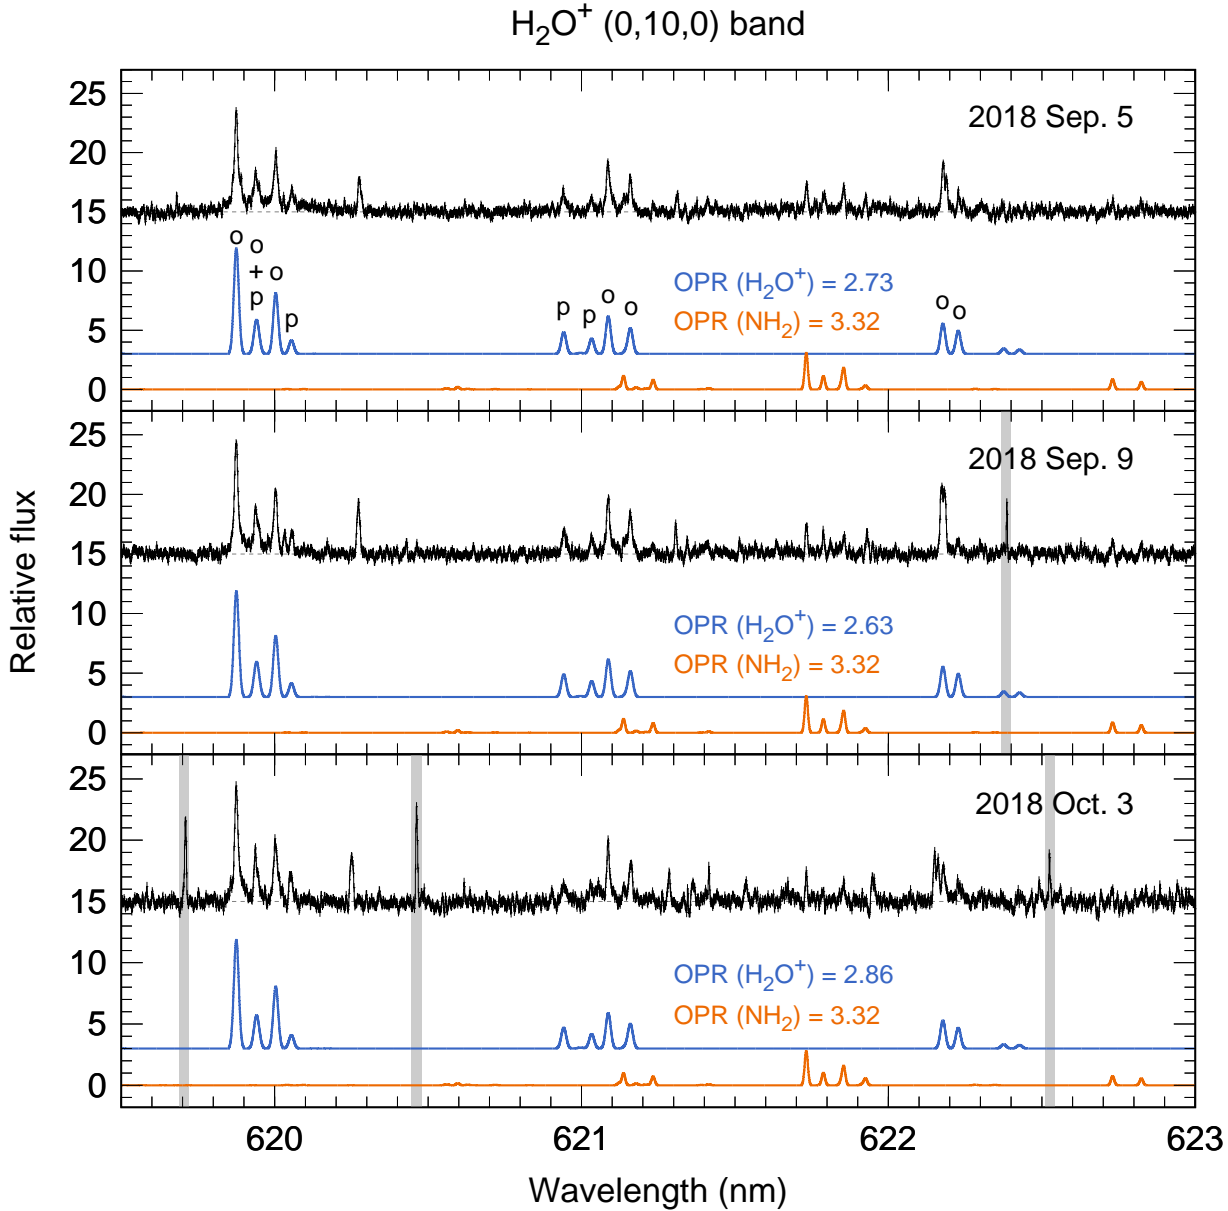 H₂O⁺ (0,10,0) band
25
20
15
10
5
0
2018 Sep. 5
o
o
+
p
o
p
p
p
o
o
o
o
OPR (H₂O⁺) = 2.73
OPR (NH₂) = 3.32
25
20
15
10
5
0
2018 Sep. 9
OPR (H₂O⁺) = 2.63
OPR (NH₂) = 3.32
25
20
15
10
5
0
2018 Oct. 3
OPR (H₂O⁺) = 2.86
OPR (NH₂) = 3.32
Relative flux
620 621 622 623
Wavelength (nm)